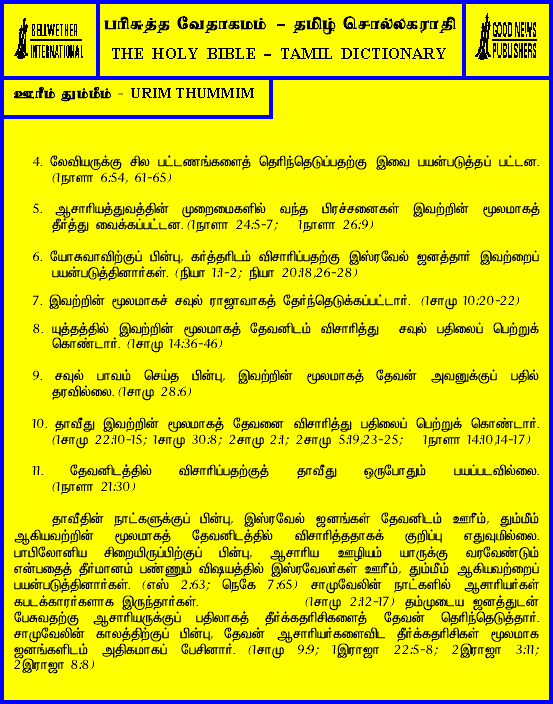 BELLWETHER
INTERNATIONAL
பரிசுத்த வேதாகமம் – தமிழ் சொல்லகராதி
THE HOLY BIBLE – TAMIL DICTIONARY
GOOD NEWS
PUBLISHERS
ஊரீம் தும்மீம் - URIM THUMMIM
4. லேவியருக்கு சில பட்டணங்களைத் தெரிந்தெடுப்பதற்கு இவை பயன்படுத்தப் பட்டன.
(1நாளா 6:54, 61-65)
5. ஆசாரியத்துவத்தின் முறைமைகளில் வந்த பிரச்சனைகள் இவற்றின் மூலமாகத்
தீர்த்து வைக்கப்பட்டன. (1நாளா 24:5-7; 1நாளா 26:9)
6. யோசுவாவிற்குப் பின்பு, கர்த்தரிடம் விசாரிப்பதற்கு இஸ்ரவேல் ஜனத்தார் இவற்றைப்
பயன்படுத்தினார்கள். (நியா 1:1-2; நியா 20:18,26-28)
7. இவற்றின் மூலமாகச் சவுல் ராஜாவாகத் தேர்ந்தெடுக்கப்பட்டார். (1சாமு 10:20-22)
8. யுத்தத்தில் இவற்றின் மூலமாகத் தேவனிடம் விசாரித்து சவுல் பதிலைப் பெற்றுக்
கொண்டார். (1சாமு 14:36-46)
9. சவுல் பாவம் செய்த பின்பு, இவற்றின் மூலமாகத் தேவன் அவனுக்குப் பதில்
தரவில்லை. (1சாமு 28:6)
10. தாவீது இவற்றின் மூலமாகத் தேவனை விசாரித்து பதிலைப் பெற்றுக் கொண்டார்.
(1சாமு 22:10-15; 1சாமு 30:8; 2சாமு 2:1; 2சாமு 5:19,23-25; 1நாளா 14:10,14-17)
11. தேவனிடத்தில் விசாரிப்பதற்குத் தாவீது ஒருபோதும் பயப்படவில்லை.
(1நாளா 21:30)
தாவீதின் நாட்களுக்குப் பின்பு, இஸ்ரவேல் ஜனங்கள் தேவனிடம் ஊரீம், தும்மீம்
ஆகியவற்றின் மூலமாகத் தேவனிடத்தில் விசாரித்ததாகக் குறிப்பு எதுவுமில்லை.
பாபிலோனிய சிறையிருப்பிற்குப் பின்பு, ஆசாரிய ஊழியம் யாருக்கு வரவேண்டும்
என்பதைத் தீர்மானம் பண்ணும் விஷயத்தில் இஸ்ரவேலர்கள் ஊரீம், தும்மீம் ஆகியவற்றைப்
பயன்படுத்தினார்கள். (எஸ் 2:63; நெகே 7:65) சாமுவேலின் நாட்களில் ஆசாரியர்கள்
கபடக்காரர்களாக இருந்தார்கள். (1சாமு 2:12-17) தம்முடைய ஜனத்துடன்
பேசுவதற்கு ஆசாரியருக்குப் பதிலாகத் தீர்க்கதரிசிகளைத் தேவன் தெரிந்தெடுத்தார்.
சாமுவேலின் காலத்திற்குப் பின்பு, தேவன் ஆசாரியர்களைவிட தீர்க்கதரிசிகள் மூலமாக
ஜனங்களிடம் அதிகமாகப் பேசினார். (1சாமு 9:9; 1இராஜா 22:5-8; 2இராஜா 3:11;
2இராஜா 8:8)